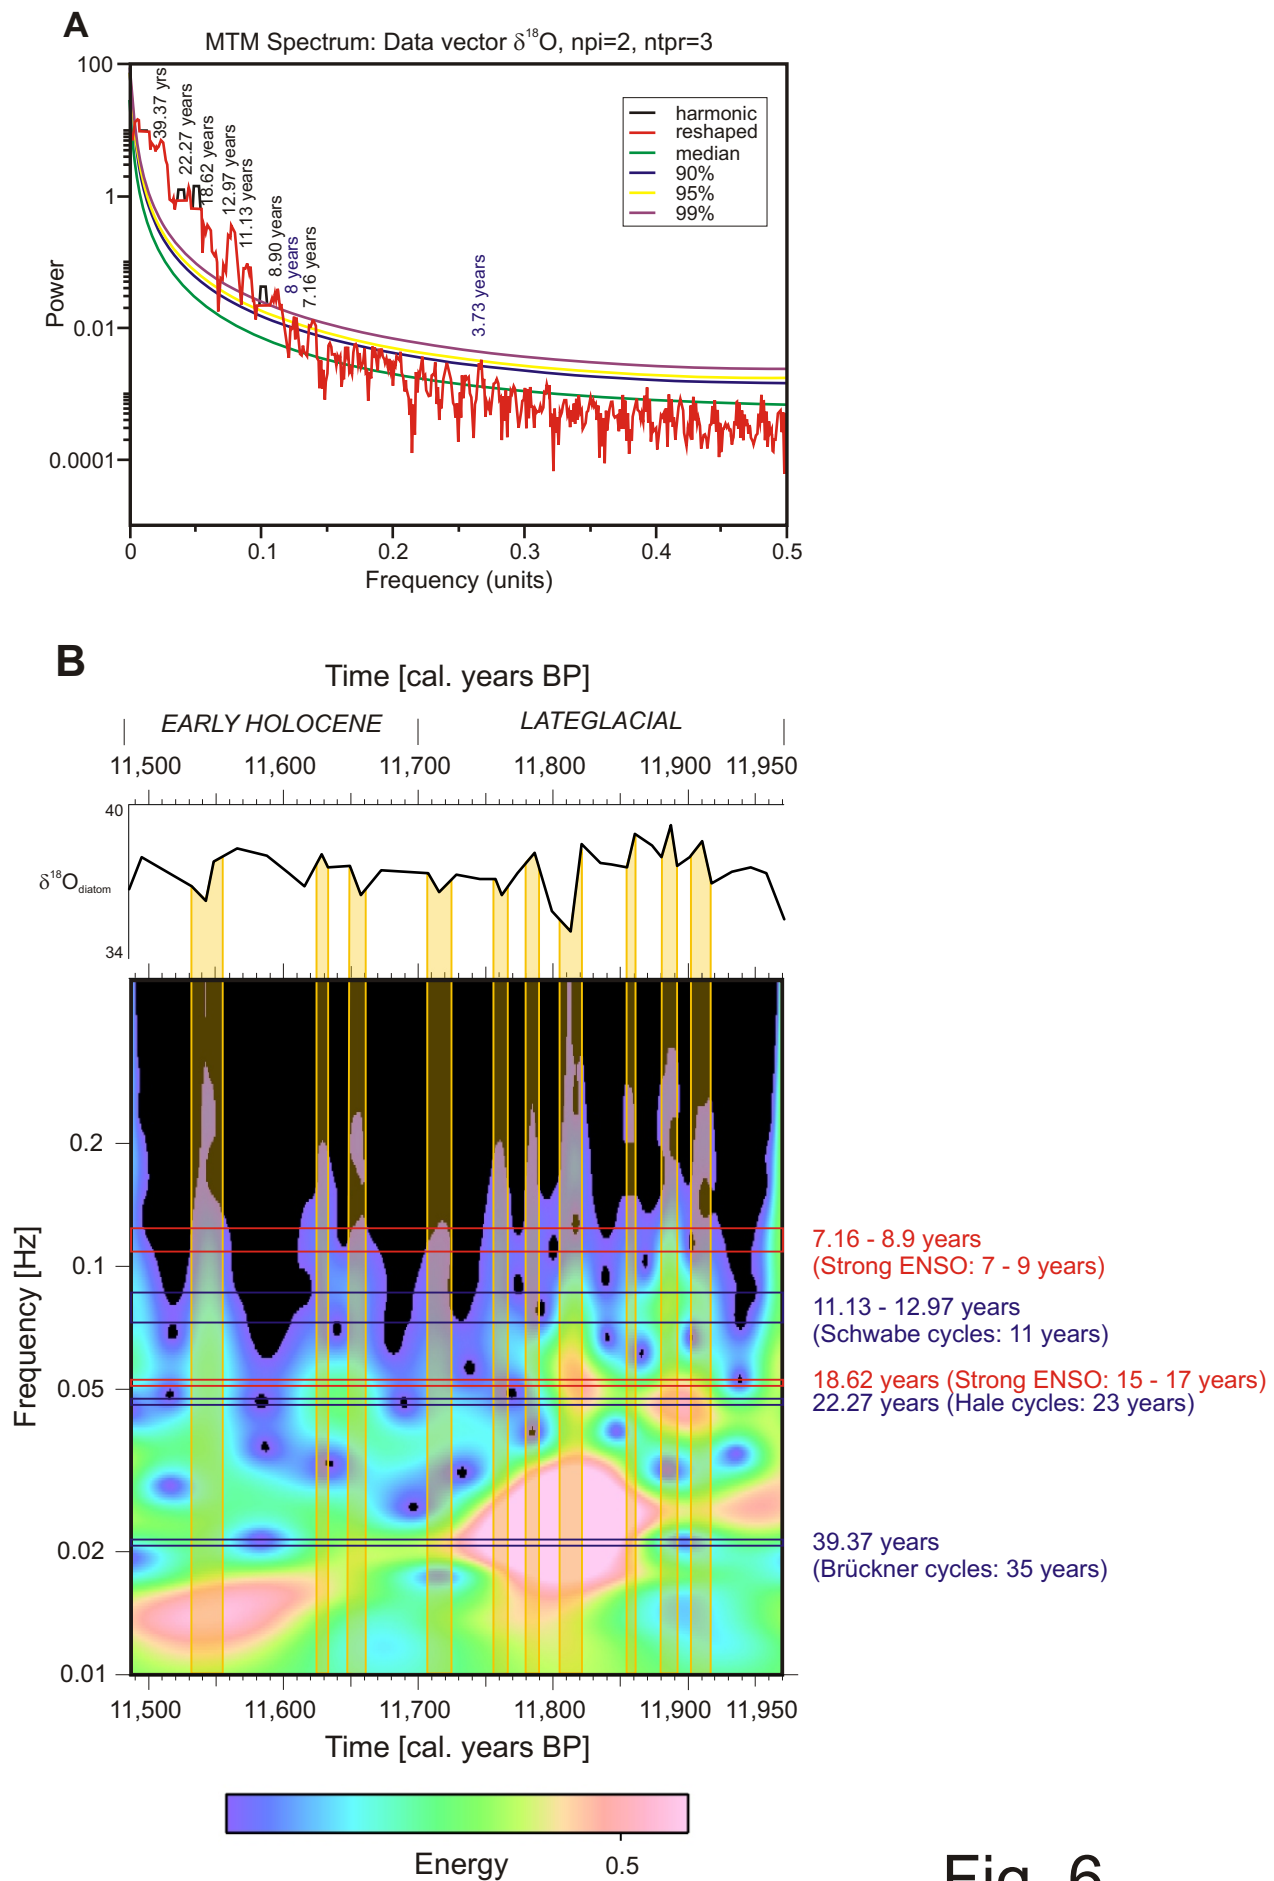 A
MTM Spectrum: Data vector δ18O, npi=2, ntpr=3
100
1
0.01
0.0001
Power
39.37 yrs
22.27 years
18.62 years
12.97 years
11.13 years
8.90 years
8 years
7.16 years
3.73 years
harmonic
reshaped
median
90%
95%
99%
0 0.1 0.2 0.3 0.4 0.5
Frequency (units)
B
Time [cal. years BP]
EARLY HOLOCENE LATEGLACIAL
11,500 11,600 11,700 11,800 11,900 11,950
40
δ18Odiatom
34
0.2
0.1
0.05
0.02
0.01
Frequency [Hz]
7.16 - 8.9 years
(Strong ENSO: 7 - 9 years)
11.13 - 12.97 years
(Schwabe cycles: 11 years)
18.62 years (Strong ENSO: 15 - 17 years)
22.27 years (Hale cycles: 23 years)
39.37 years
(Brückner cycles: 35 years)
11,500 11,600 11,700 11,800 11,900 11,950
Time [cal. years BP]
Energy 0.5
Fig. 6